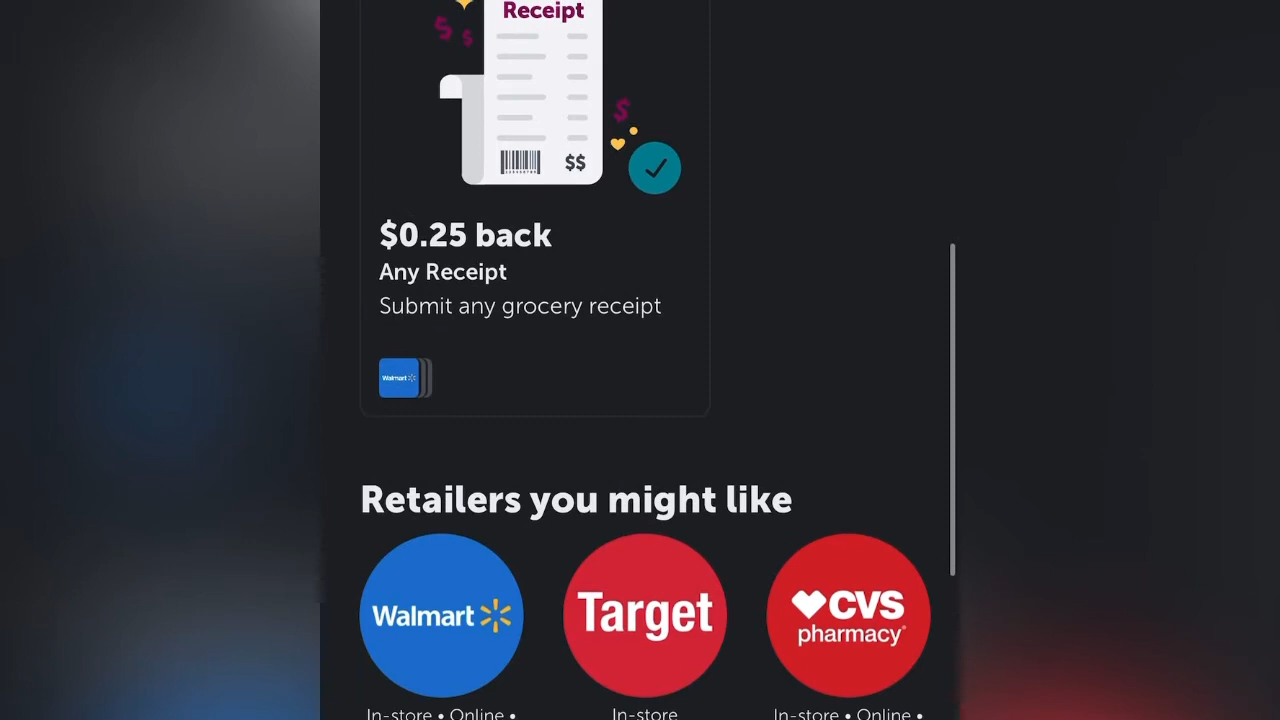 Receipt
$$
$0.25 back
Any Receipt
Submit any grocery receipt
Walmart
Retailers you might like
Walmart
Target
CVS
pharmacy
In-store • Online •
In-store
In-store • Online •